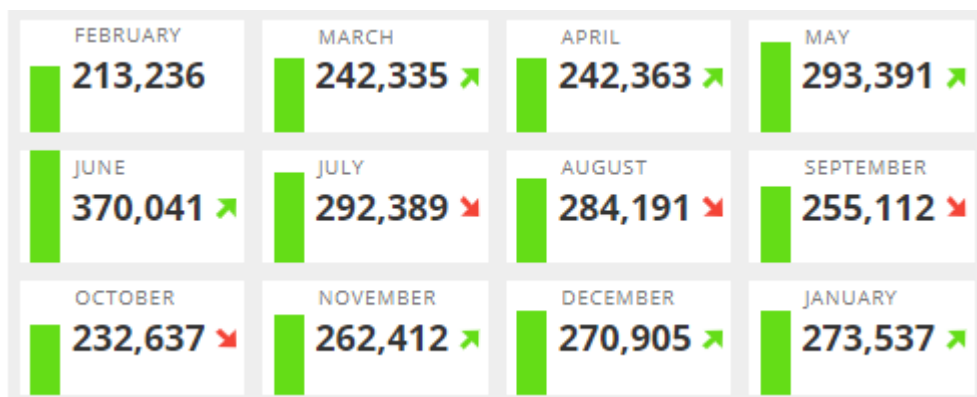 FEBRUARY MARCH APRIL MAY
213,236 242,335 242,363 293,391
JUNE JULY AUGUST SEPTEMBER
370,041 292,389 284,191 255,112
OCTOBER NOVEMBER DECEMBER JANUARY
232,637 262,412 270,905 273,537